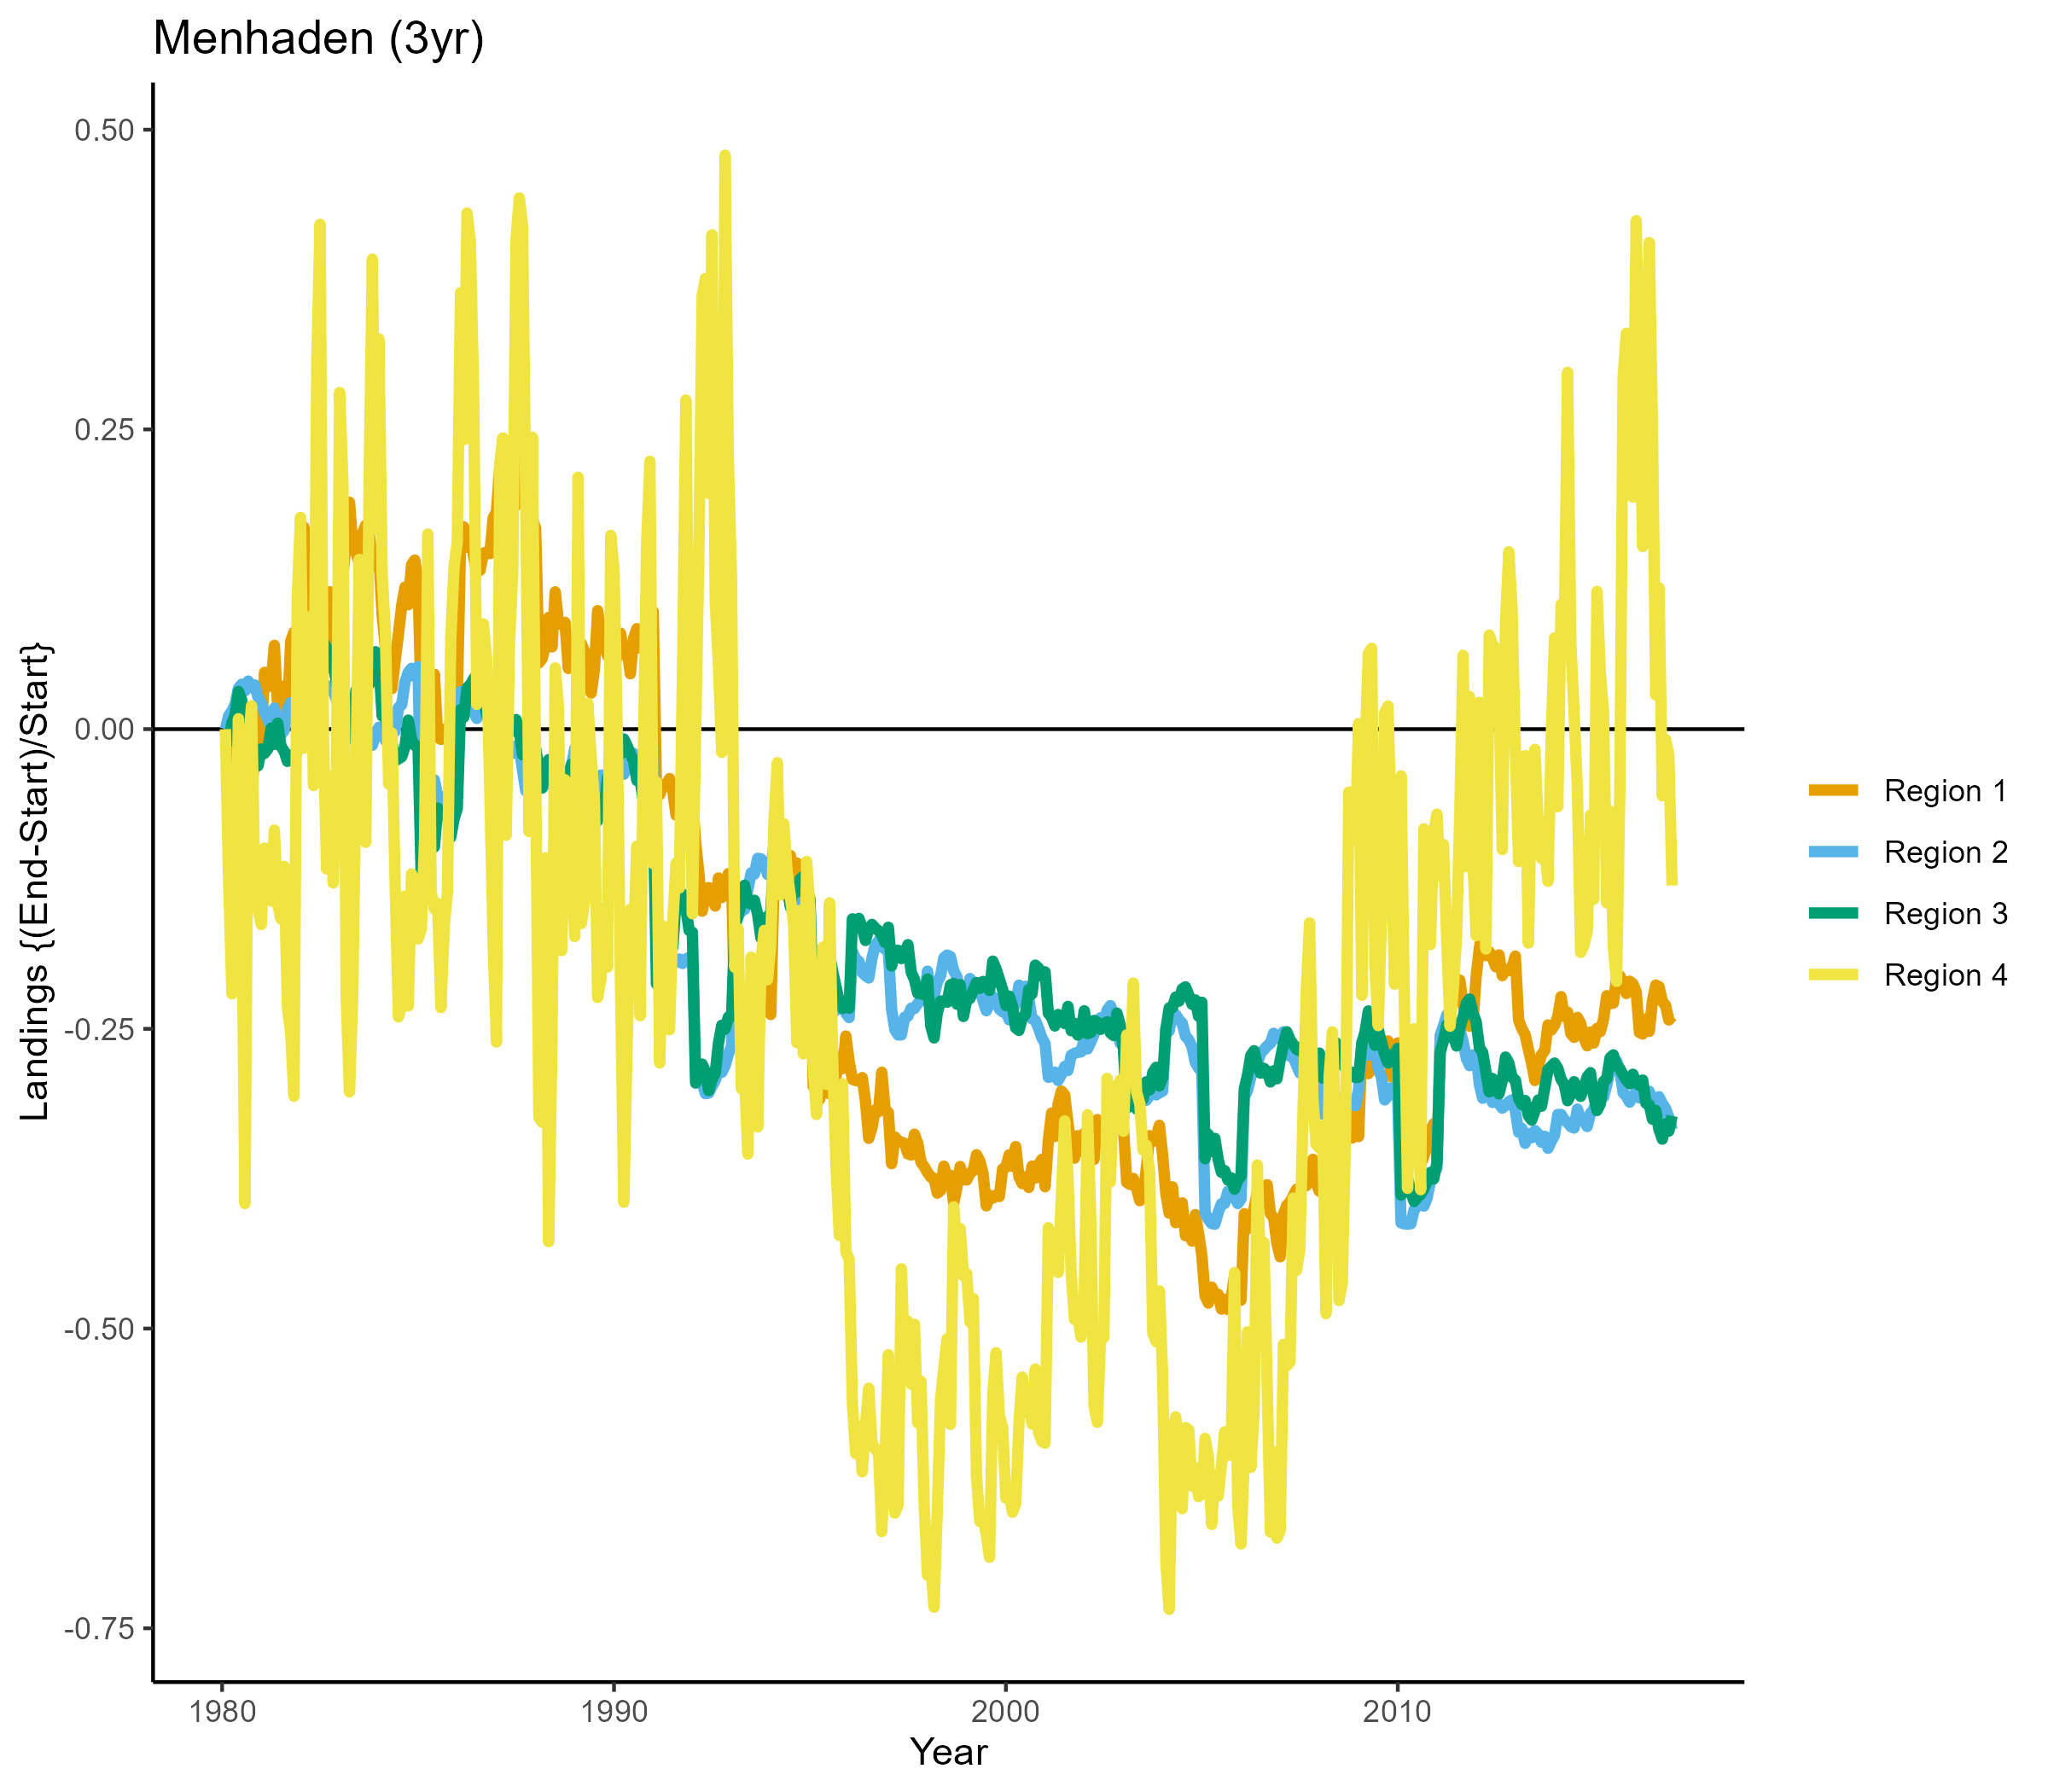 Menhaden (3yr)
0.50
0.25
0.00
-0.25
-0.50
-0.75
Landings {(End-Start)/Start}
1980 1990 2000 2010
Year
Region 1
Region 2
Region 3
Region 4